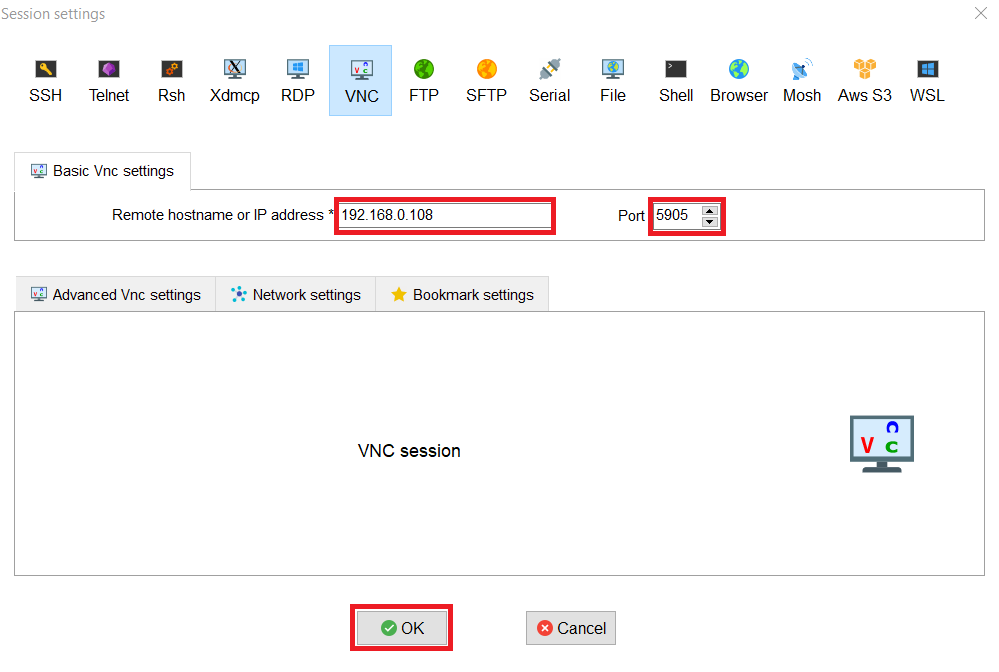 Session settings
SSH Telnet Rsh Xdmcp RDP VNC FTP SFTP Serial File Shell Browser Mosh Aws S3 WSL
Basic Vnc settings
Remote hostname or IP address * 192.168.0.108 Port 5905
Advanced Vnc settings Network settings Bookmark settings
VNC session
OK Cancel